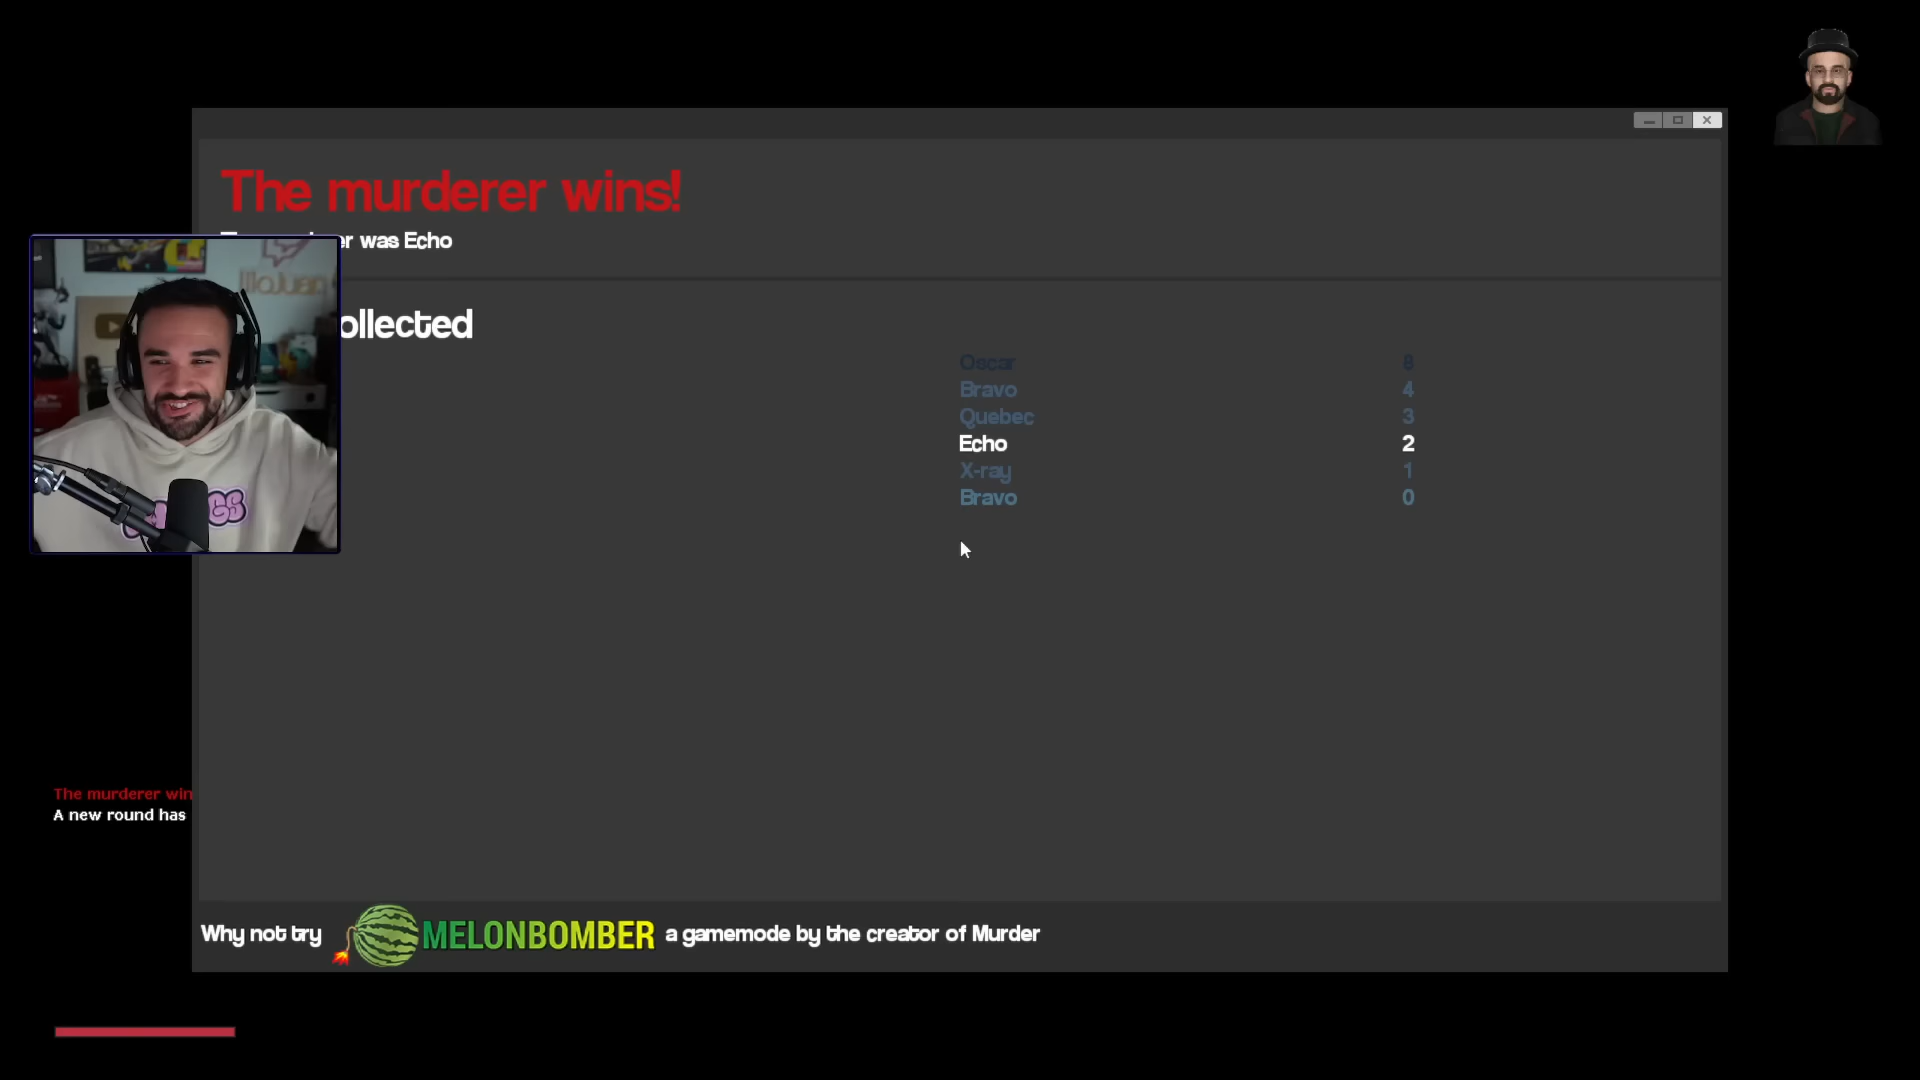 The murderer wins!
was Echo
ollected
Oscar 8
Bravo 4
Quebec 3
Echo 2
X-ray 1
Bravo 0
The murderer win
A new round has
Why not try MELONBOMBER a gamemode by the creator of Murder